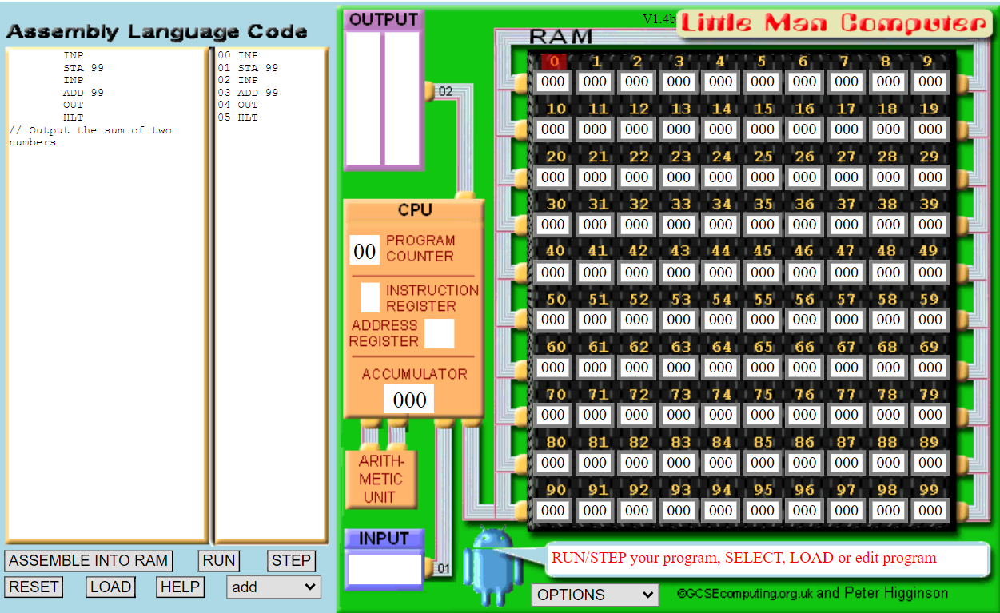 Assembly Language Code
INP
STA 99
INP
ADD 99
OUT
HLT
// Output the sum of two
numbers
00 INP
01 STA 99
02 INP
03 ADD 99
04 OUT
05 HLT
ASSEMBLE INTO RAM
RUN
STEP
RESET
LOAD
HELP
add
OUTPUT
02
CPU
00
PROGRAM
COUNTER
INSTRUCTION
REGISTER
ADDRESS
REGISTER
ACCUMULATOR
000
ARITH-
METIC
UNIT
INPUT
01
V1.4b
Little Man Computer
RAM
0 1 2 3 4 5 6 7 8 9
000 000 000 000 000 000 000 000 000 000
10 11 12 13 14 15 16 17 18 19
000 000 000 000 000 000 000 000 000 000
20 21 22 23 24 25 26 27 28 29
000 000 000 000 000 000 000 000 000 000
30 31 32 33 34 35 36 37 38 39
000 000 000 000 000 000 000 000 000 000
40 41 42 43 44 45 46 47 48 49
000 000 000 000 000 000 000 000 000 000
50 51 52 53 54 55 56 57 58 59
000 000 000 000 000 000 000 000 000 000
60 61 62 63 64 65 66 67 68 69
000 000 000 000 000 000 000 000 000 000
70 71 72 73 74 75 76 77 78 79
000 000 000 000 000 000 000 000 000 000
80 81 82 83 84 85 86 87 88 89
000 000 000 000 000 000 000 000 000 000
90 91 92 93 94 95 96 97 98 99
000 000 000 000 000 000 000 000 000 000
RUN/STEP your program, SELECT, LOAD or edit program
OPTIONS
©GCSEcomputing.org.uk and Peter Higginson